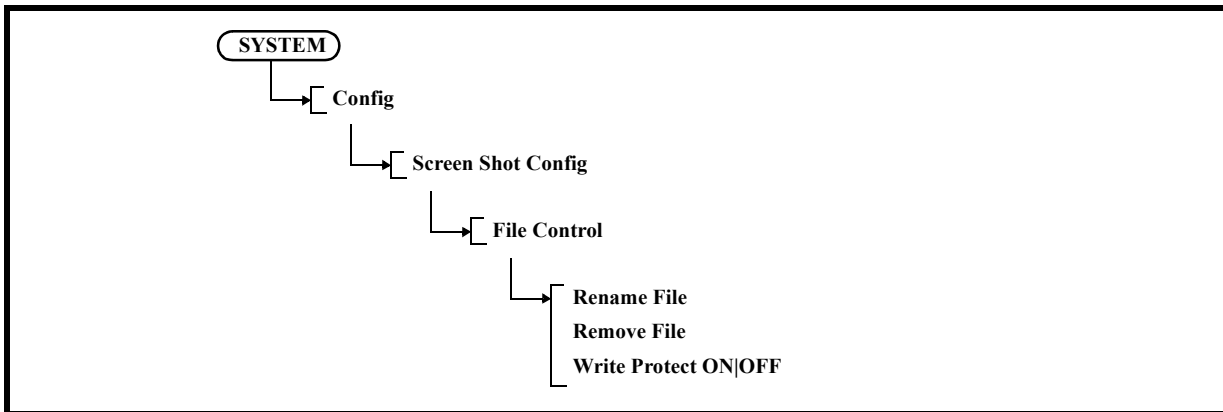 SYSTEM
Config
Screen Shot Config
File Control
Rename File
Remove File
Write Protect ON|OFF